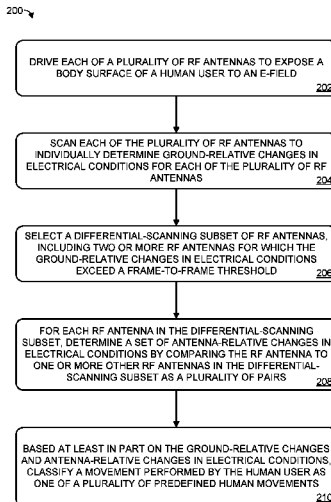 200
DRIVE EACH OF A PLURALITY OF RF ANTENNAS TO EXPOSE A
BODY SURFACE OF A HUMAN USER TO AN E-FIELD
202
SCAN EACH OF THE PLURALITY OF RF ANTENNAS TO
INDIVIDUALLY DETERMINE GROUND-RELATIVE CHANGES IN
ELECTRICAL CONDITIONS FOR EACH OF THE PLURALITY OF RF
ANTENNAS
204
SELECT A DIFFERENTIAL-SCANNING SUBSET OF RF ANTENNAS,
INCLUDING TWO OR MORE RF ANTENNAS FOR WHICH THE
GROUND-RELATIVE CHANGES IN ELECTRICAL CONDITIONS
EXCEED A FRAME-TO-FRAME THRESHOLD
206
FOR EACH RF ANTENNA IN THE DIFFERENTIAL-SCANNING
SUBSET, DETERMINE A SET OF ANTENNA-RELATIVE CHANGES IN
ELECTRICAL CONDITIONS BY COMPARING THE RF ANTENNA TO
ONE OR MORE OTHER RF ANTENNAS IN THE DIFFERENTIAL-
SCANNING SUBSET AS A PLURALITY OF PAIRS
208
BASED AT LEAST IN PART ON THE GROUND-RELATIVE CHANGES
AND ANTENNA-RELATIVE CHANGES IN ELECTRICAL CONDITIONS,
CLASSIFY A MOVEMENT PERFORMED BY THE HUMAN USER AS
ONE OF A PLURALITY OF PREDEFINED HUMAN MOVEMENTS
210